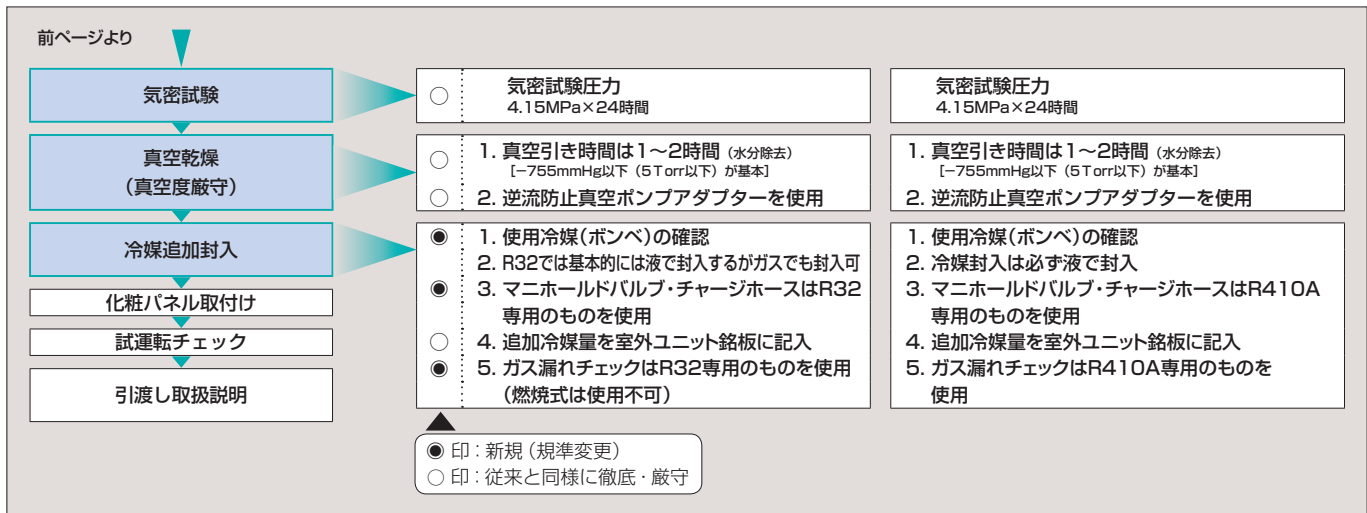 前ページより
気密試験
○
気密試験圧力
4.15MPa×24時間
気密試験圧力
4.15MPa×24時間
真空乾燥
（真空度厳守）
○
1. 真空引き時間は1～2時間（水分除去）
[－755mmHg以下（5Torr以下）が基本]
○
2. 逆流防止真空ポンプアダプターを使用
1. 真空引き時間は1～2時間（水分除去）
[－755mmHg以下（5Torr以下）が基本]
2. 逆流防止真空ポンプアダプターを使用
冷媒追加封入
◉
1. 使用冷媒（ボンベ）の確認
2. R32では基本的には液で封入するがガスでも封入可
◉
3. マニホールドバルブ・チャージホースはR32
専用のものを使用
○
4. 追加冷媒量を室外ユニット銘板に記入
◉
5. ガス漏れチェックはR32専用のものを使用
（燃焼式は使用不可）
1. 使用冷媒（ボンベ）の確認
2. 冷媒封入は必ず液で封入
3. マニホールドバルブ・チャージホースはR410A
専用のものを使用
4. 追加冷媒量を室外ユニット銘板に記入
5. ガス漏れチェックはR410A専用のものを
使用
化粧パネル取付け
試運転チェック
引渡し取扱説明
◉ 印：新規（規準変更）
○ 印：従来と同様に徹底・厳守